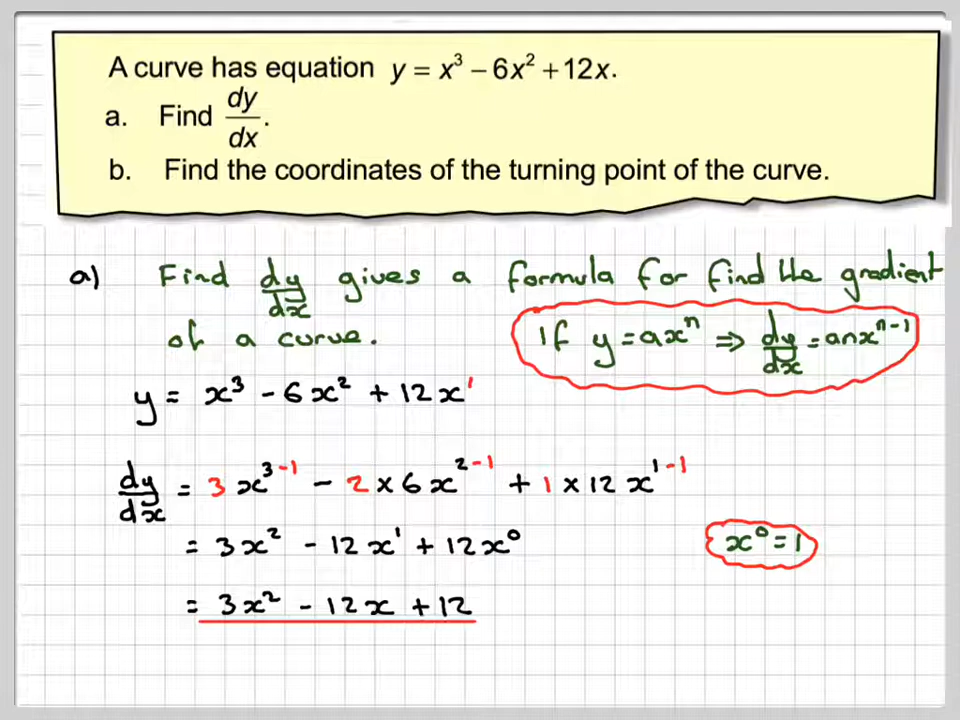 A curve has equation y = x³ – 6x² + 12x.
a. Find dy/dx.
b. Find the coordinates of the turning point of the curve.
a) Find dy/dx gives a formula for find the gradient
of a curve.
If y = axⁿ ⇒ dy/dx = anxⁿ⁻¹
y = x³ - 6x² + 12x¹
dy/dx = 3x³⁻¹ - 2 × 6x²⁻¹ + 1 × 12x¹⁻¹
= 3x² - 12x¹ + 12x⁰
x⁰ = 1
= 3x² - 12x + 12